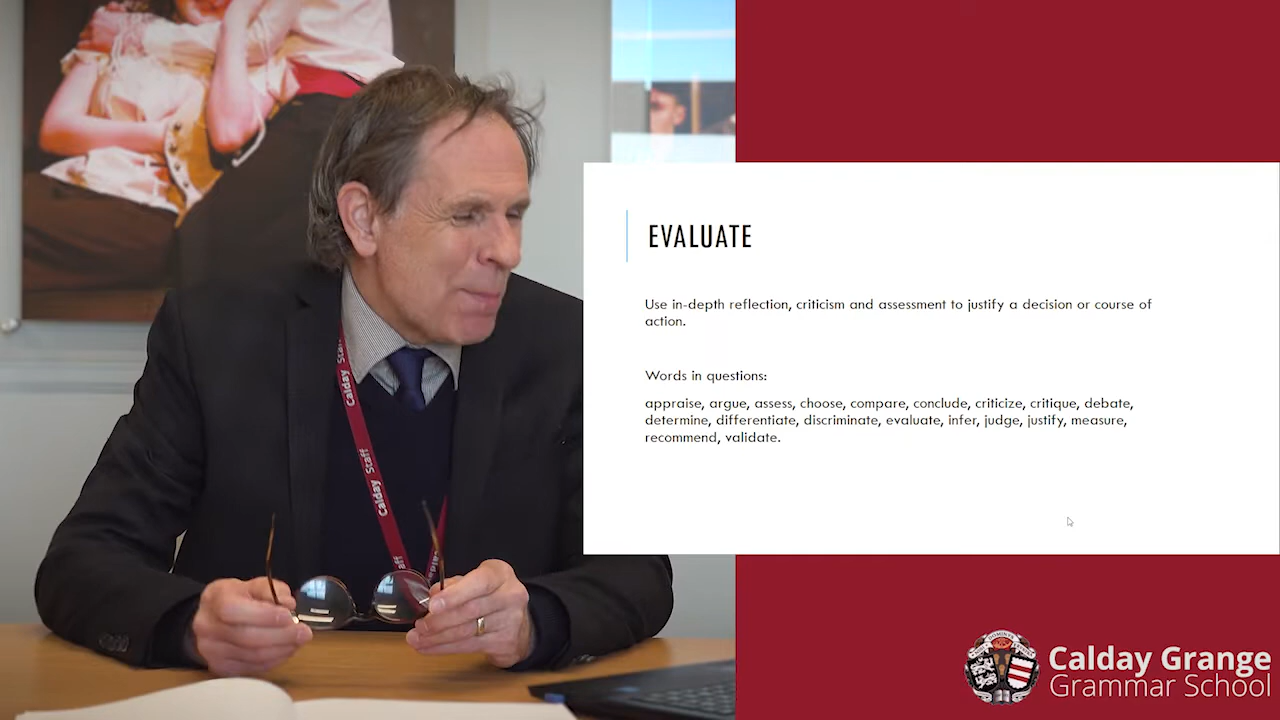 EVALUATE
Use in-depth reflection, criticism and assessment to justify a decision or course of
action.
Words in questions:
appraise, argue, assess, choose, compare, conclude, criticize, critique, debate,
determine, differentiate, discriminate, evaluate, infer, judge, justify, measure,
recommend, validate.
Calday Staff
Calday Staff
Calday Grange
Grammar School